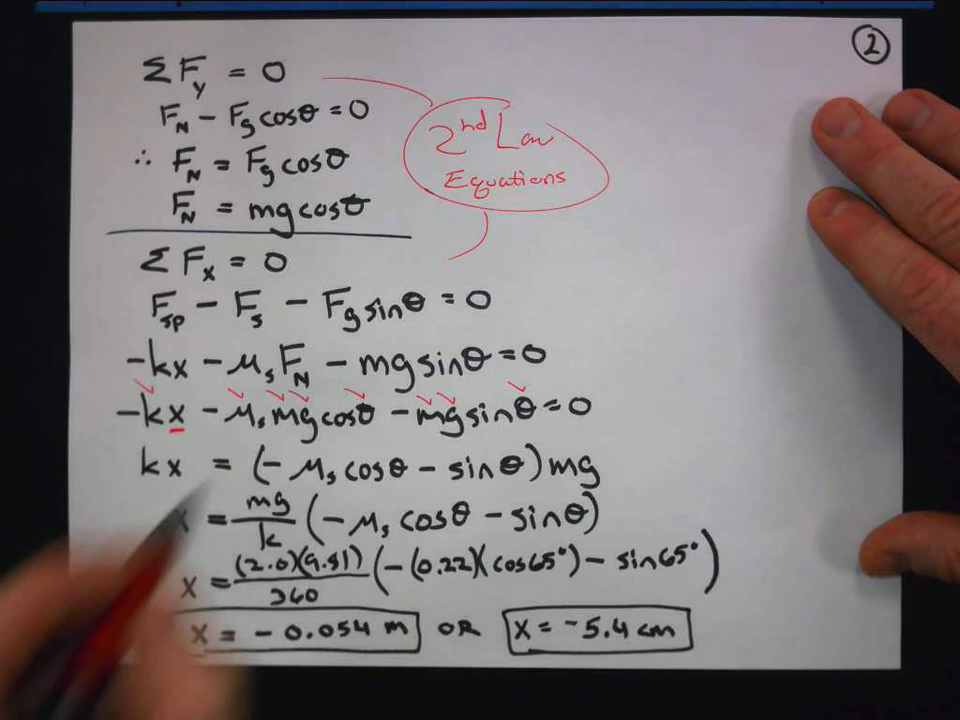 2
ΣF_y = 0
F_N − F_g cosθ = 0
∴ F_N = F_g cosθ
F_N = mg cosθ
2nd Law
Equations
ΣF_x = 0
F_sp − F_s − F_g sinθ = 0
−kx − μ_s F_N − mg sinθ = 0
−kx − μ_s mg cosθ − mg sinθ = 0
kx = (−μ_s cosθ − sinθ) mg
x = mg/k (−μ_s cosθ − sinθ)
x = (2.0)(9.81)/360 (−(0.22)(cos65°) − sin65°)
x = −0.054 m OR x = −5.4 cm